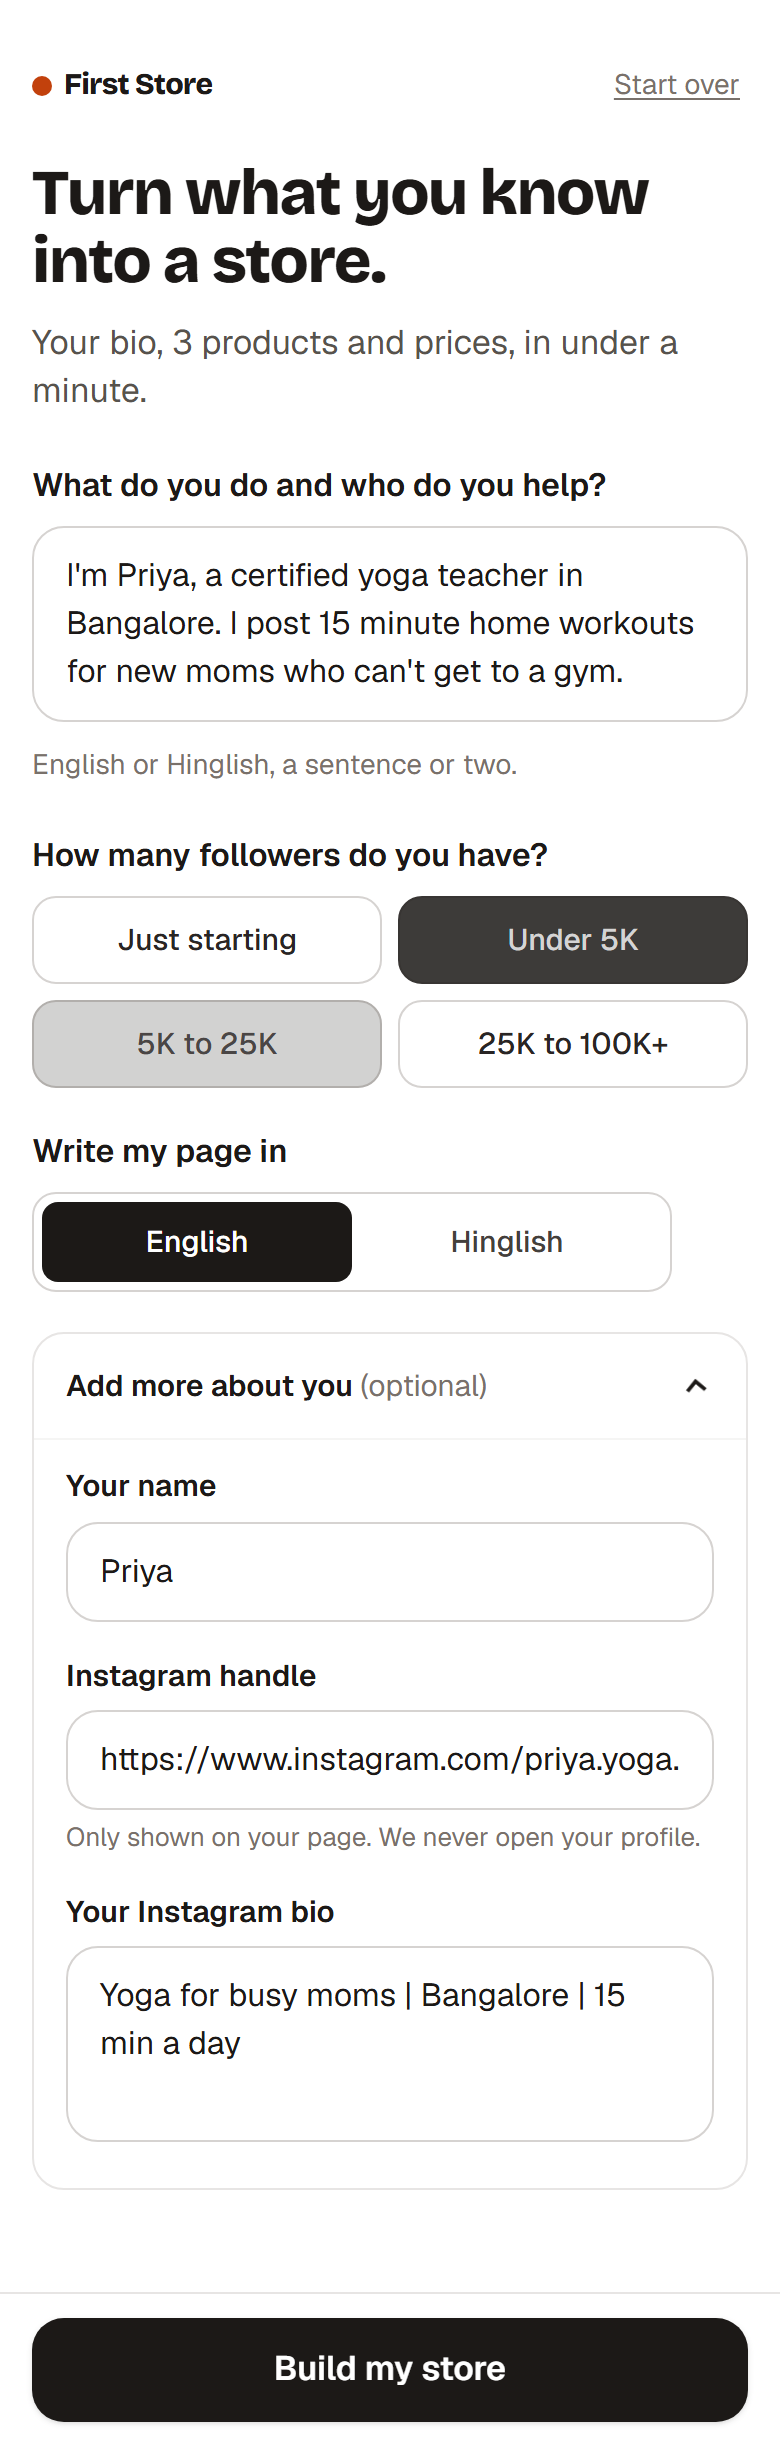 First Store
Start over
Turn what you know
into a store.
Your bio, 3 products and prices, in under a
minute.
What do you do and who do you help?
I'm Priya, a certified yoga teacher in
Bangalore. I post 15 minute home workouts
for new moms who can't get to a gym.
English or Hinglish, a sentence or two.
How many followers do you have?
Just starting
Under 5K
5K to 25K
25K to 100K+
Write my page in
English
Hinglish
Add more about you (optional)
Your name
Priya
Instagram handle
https://www.instagram.com/priya.yoga.
Only shown on your page. We never open your profile.
Your Instagram bio
Yoga for busy moms | Bangalore | 15
min a day
Build my store